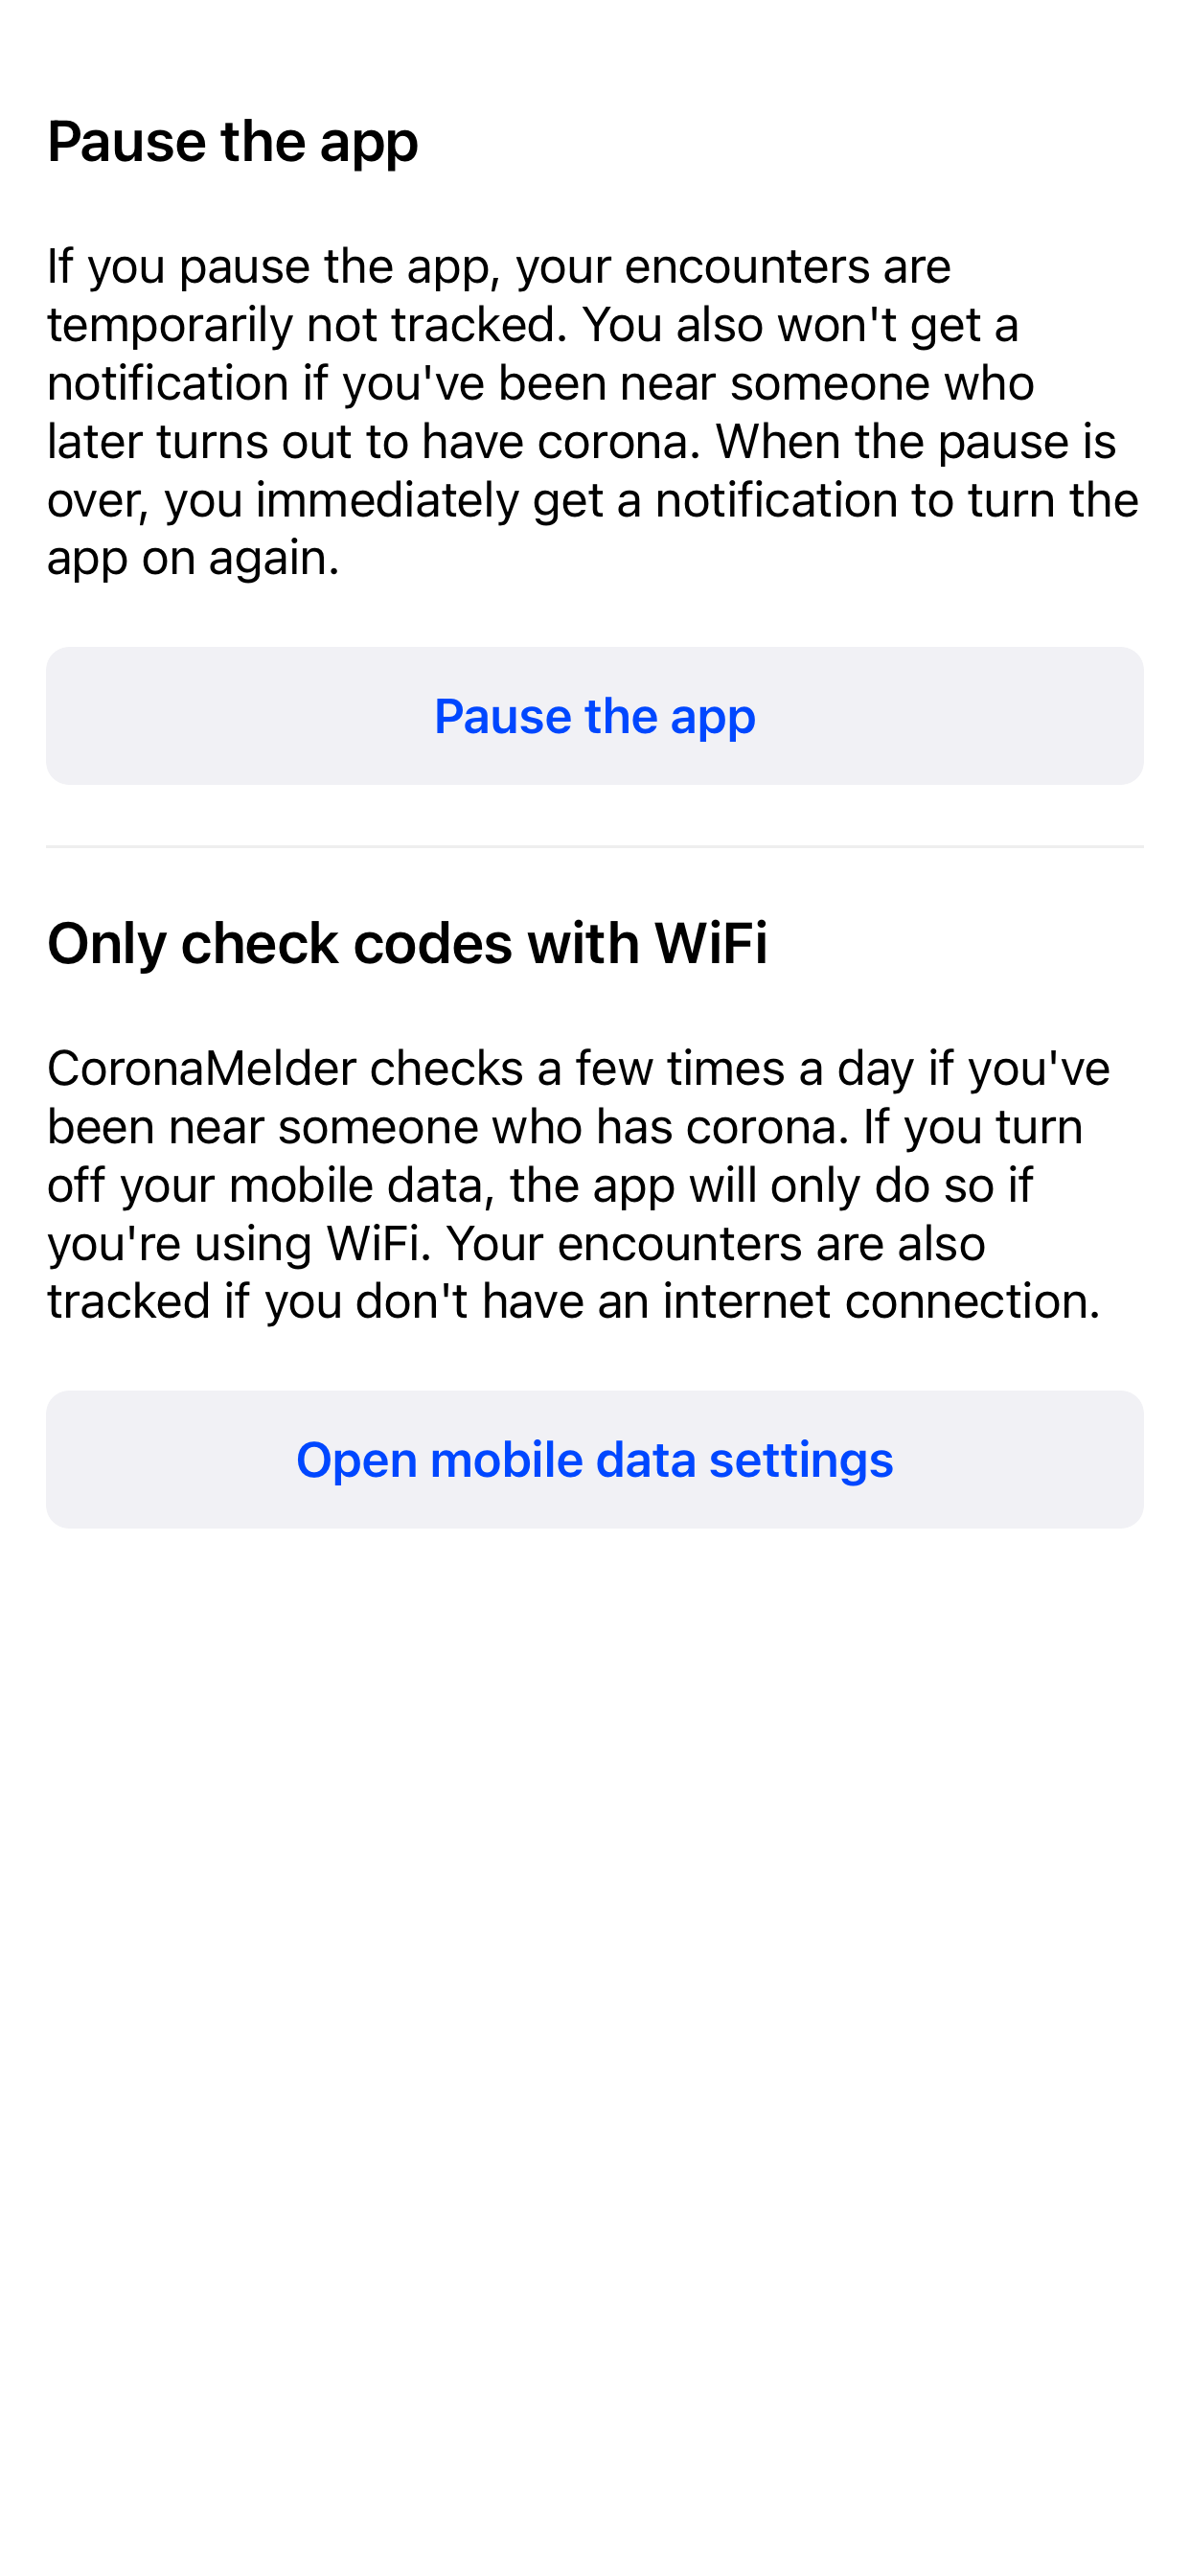 Pause the app
If you pause the app, your encounters are
temporarily not tracked. You also won't get a
notification if you've been near someone who
later turns out to have corona. When the pause is
over, you immediately get a notification to turn the
app on again.
Pause the app
Only check codes with WiFi
CoronaMelder checks a few times a day if you've
been near someone who has corona. If you turn
off your mobile data, the app will only do so if
you're using WiFi. Your encounters are also
tracked if you don't have an internet connection.
Open mobile data settings